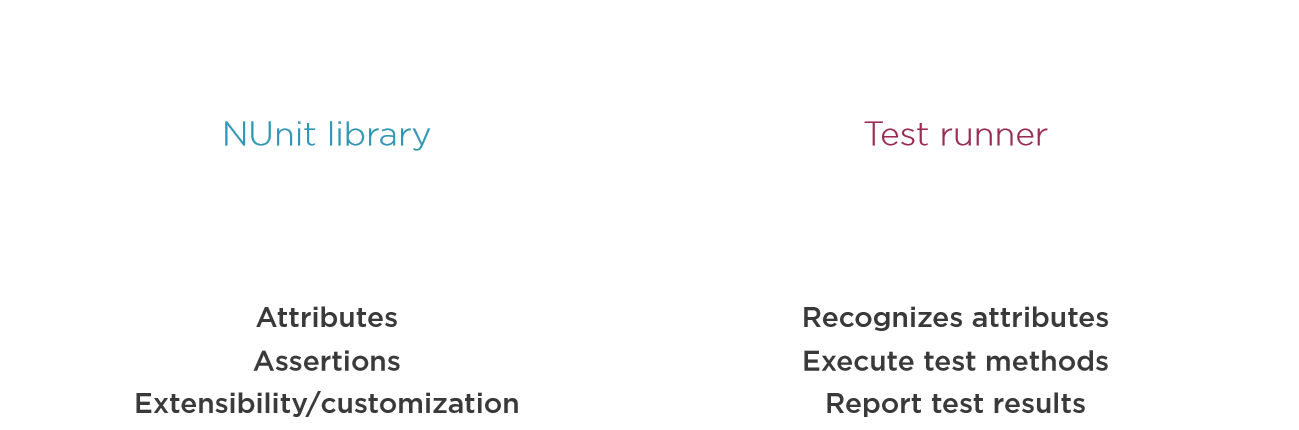 NUnit library
Test runner
Attributes
Assertions
Extensibility/customization
Recognizes attributes
Execute test methods
Report test results